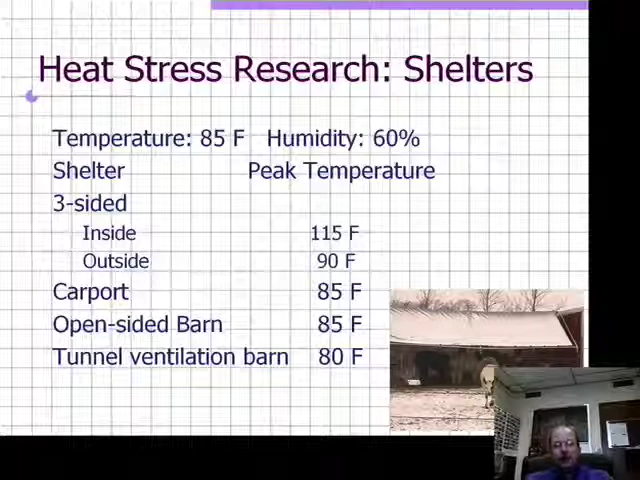 Heat Stress Research: Shelters
Temperature: 85 F Humidity: 60%
Shelter Peak Temperature
3-sided
Inside 115 F
Outside 90 F
Carport 85 F
Open-sided Barn 85 F
Tunnel ventilation barn 80 F